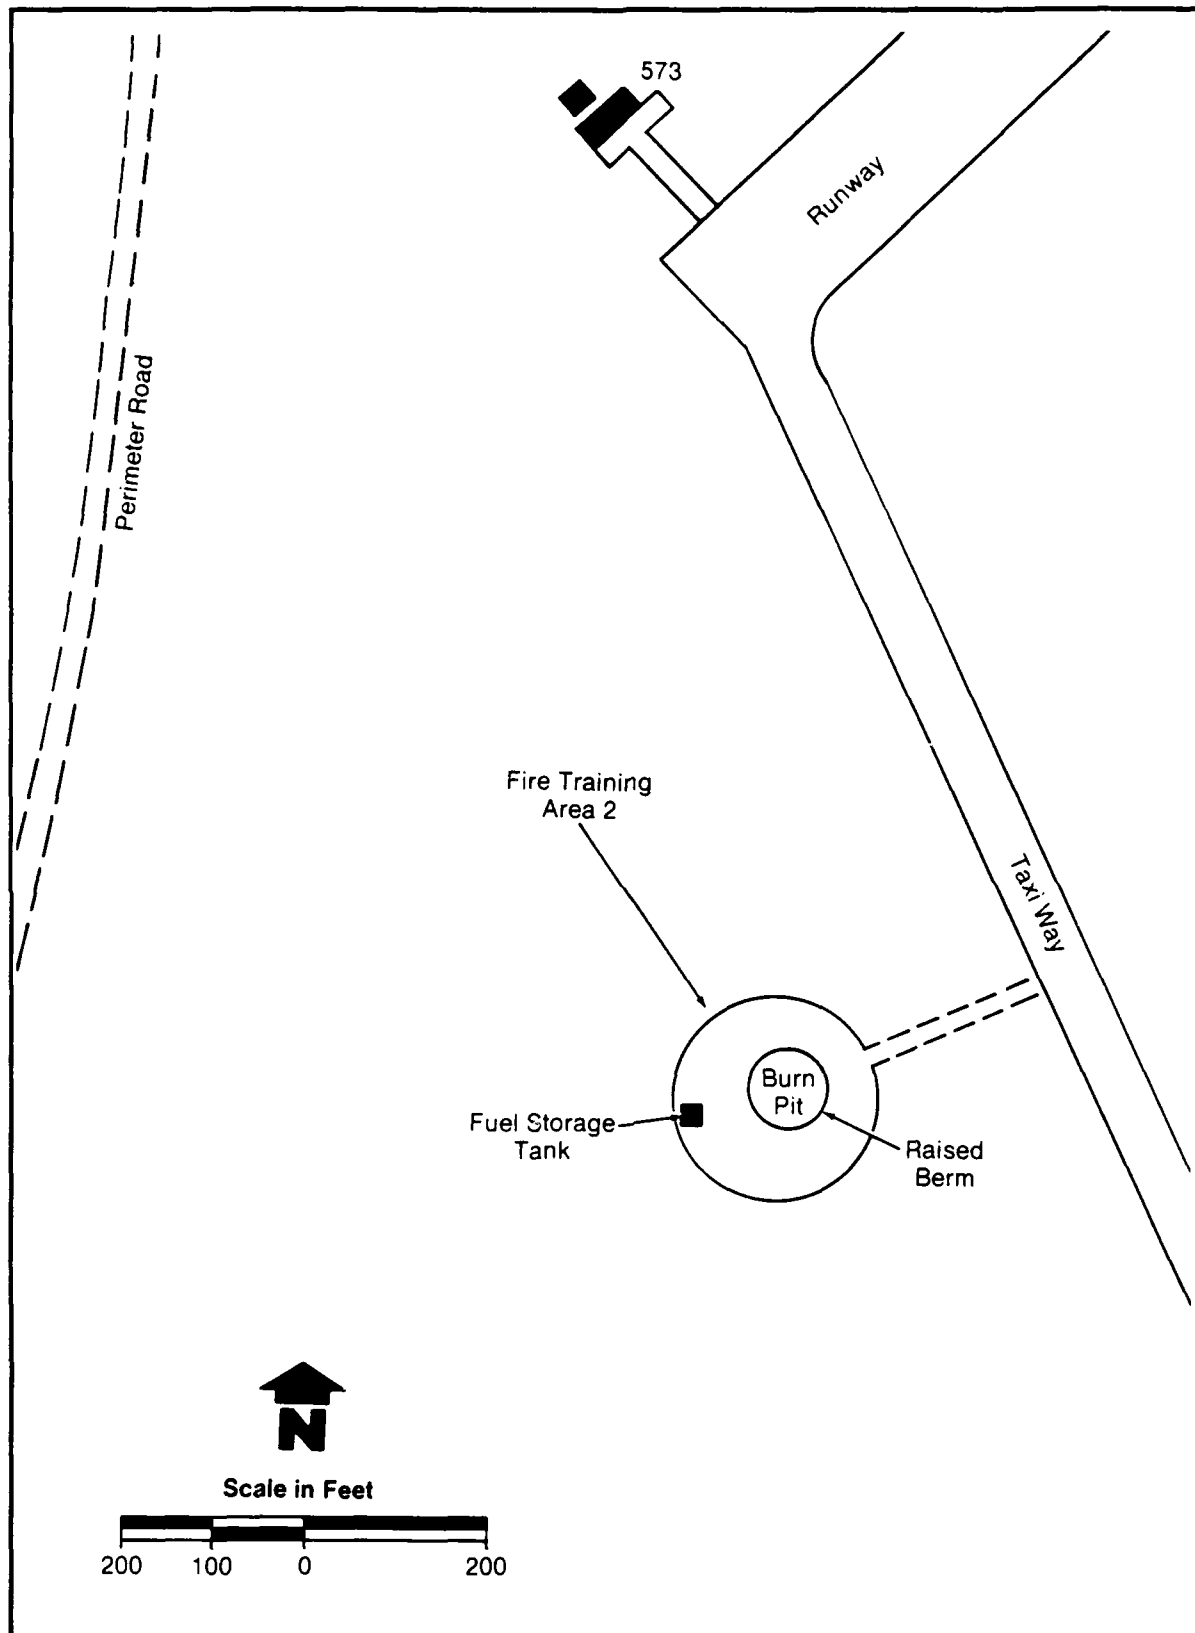 573
Runway
Perimeter Road
Fire Training
Area 2
Taxi Way
Burn
Pit
Fuel Storage
Tank
Raised
Berm
N
Scale in Feet
200 100 0 200